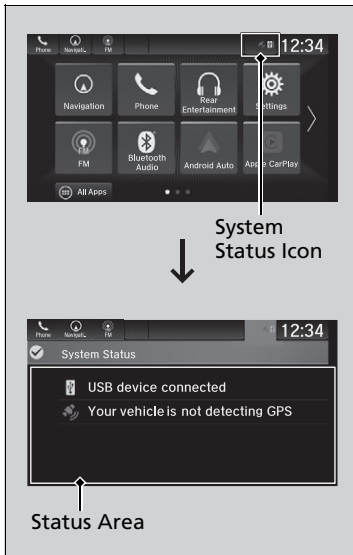 Phone Navigati.. FM 12:34
Navigation Phone Rear Entertainment Settings
FM Bluetooth Audio Android Auto Apple CarPlay
All Apps
System
Status Icon
Phone Navigati.. FM 12:34
System Status
USB device connected
Your vehicle is not detecting GPS
Status Area